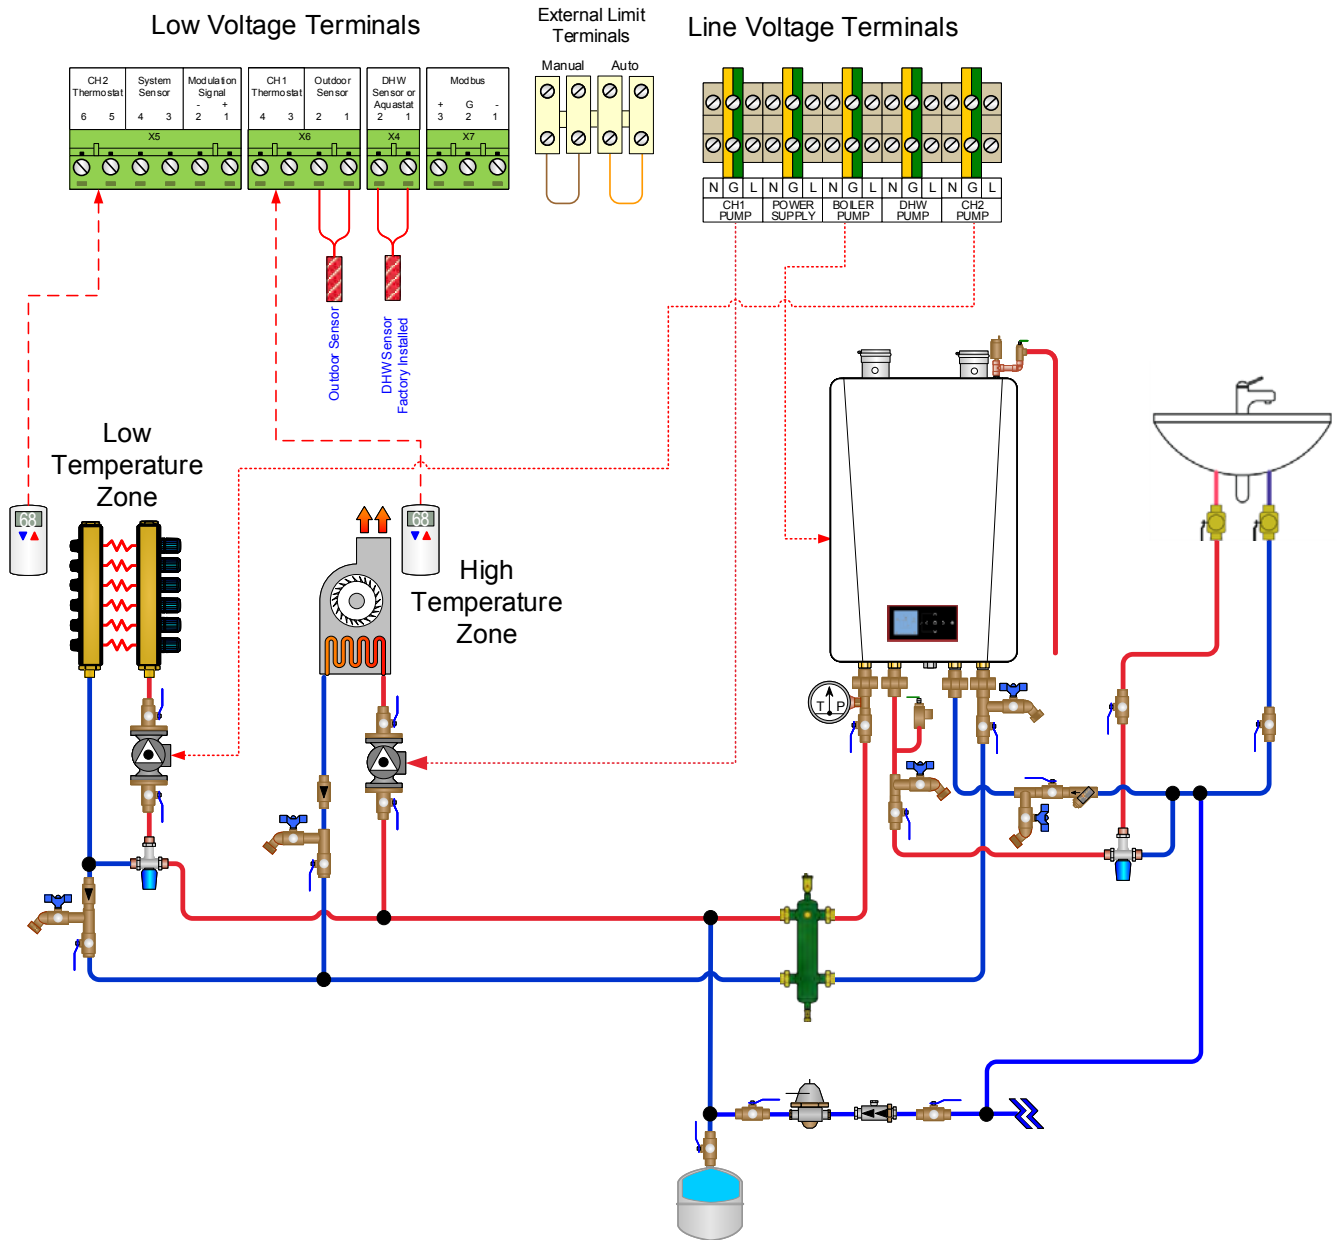 Low Voltage Terminals
External Limit
Terminals
Line Voltage Terminals
Manual Auto
CH2
Thermostat
6 5
System
Sensor
4 3
Modulation
Signal
- +
2 1
X5
CH1
Thermostat
4 3
Outdoor
Sensor
2 1
X6
DHW
Sensor or
Aquastat
2 1
X4
Modbus
+ G -
3 2 1
X7
N G L N G L N G L N G L N G L
CH1
PUMP
POWER
SUPPLY
BOILER
PUMP
DHW
PUMP
CH2
PUMP
Outdoor Sensor
DHW Sensor
Factory Installed
Low
Temperature
Zone
68
68
High
Temperature
Zone
T P